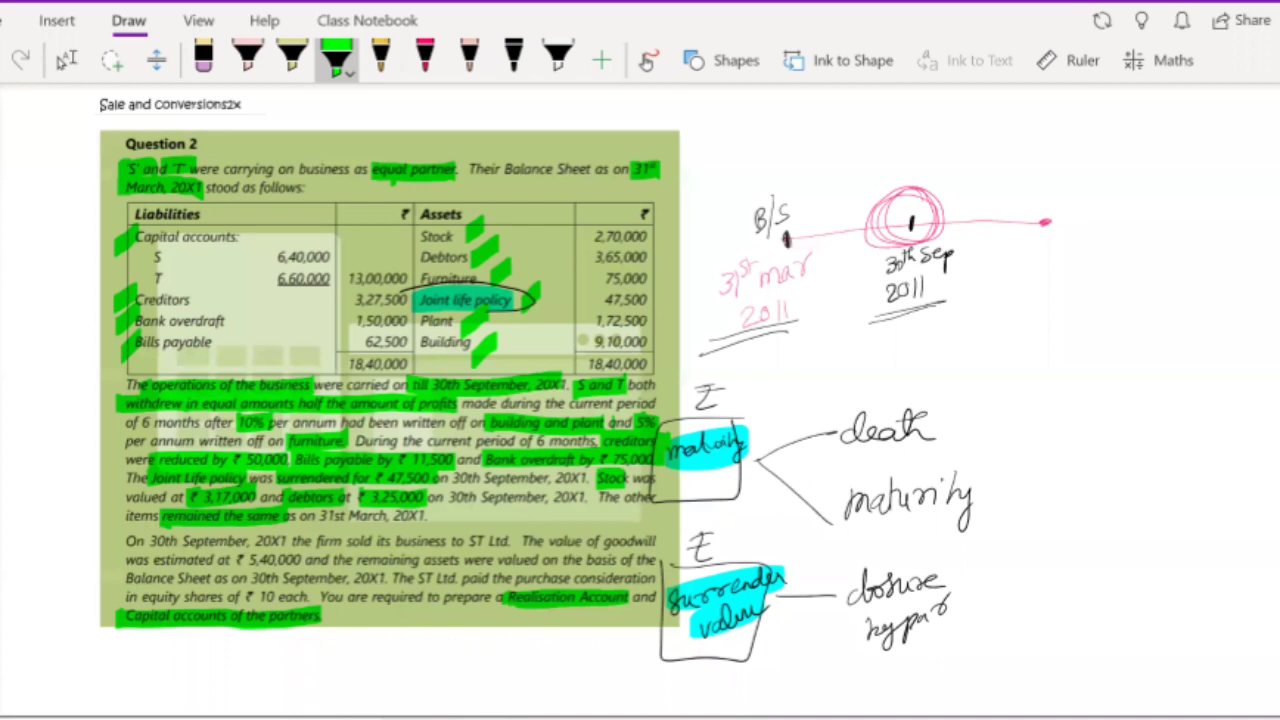 Insert Draw View Help Class Notebook Share
Shapes Ink to Shape Ink to Text Ruler Maths
Sale and Conversions2x
Question 2
'S' and 'T' were carrying on business as equal partner. Their Balance Sheet as on 31st
March, 20X1 stood as follows:
Liabilities ₹ Assets ₹
Capital accounts: Stock 2,70,000
S 6,40,000 Debtors 3,65,000
T 6,60,000 13,00,000 Furniture 75,000
Creditors 3,27,500 Joint life policy 47,500
Bank overdraft 1,50,000 Plant 1,72,500
Bills payable 62,500 Building 9,10,000
18,40,000 18,40,000
The operations of the business were carried on till 30th September, 20X1. S and T both
withdrew in equal amounts half the amount of profits made during the current period
of 6 months after 10% per annum had been written off on building and plant and 5%
per annum written off on furniture. During the current period of 6 months, creditors
were reduced by ₹ 50,000, Bills payable by ₹ 11,500 and Bank overdraft by ₹ 75,000.
The Joint Life policy was surrendered for ₹ 47,500 on 30th September, 20X1. Stock was
valued at ₹ 3,17,000 and debtors at ₹ 3,25,000 on 30th September, 20X1. The other
items remained the same as on 31st March, 20X1.
On 30th September, 20X1 the firm sold its business to ST Ltd. The value of goodwill
was estimated at ₹ 5,40,000 and the remaining assets were valued on the basis of the
Balance Sheet as on 30th September, 20X1. The ST Ltd. paid the purchase consideration
in equity shares of ₹ 10 each. You are required to prepare a Realisation Account and
Capital accounts of the partners.
B/S
31st mar
2011
30th Sep
2011
maturity
death
maturity
surrender
value
closure